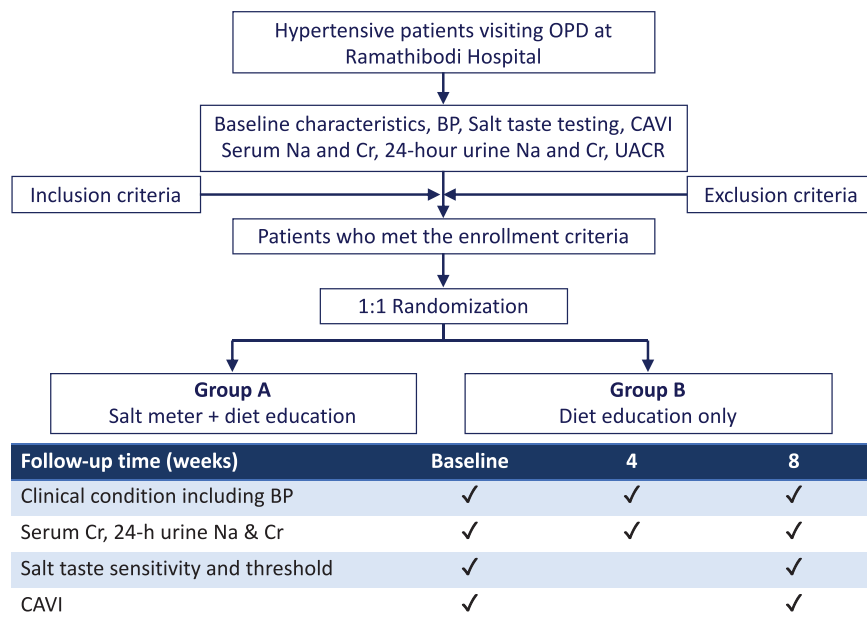 Hypertensive patients visiting OPD at
Ramathibodi Hospital
Baseline characteristics, BP, Salt taste testing, CAVI
Serum Na and Cr, 24-hour urine Na and Cr, UACR
Inclusion criteria
Exclusion criteria
Patients who met the enrollment criteria
1:1 Randomization
Group A
Salt meter + diet education
Group B
Diet education only
Follow-up time (weeks) Baseline 4 8
Clinical condition including BP ✓ ✓ ✓
Serum Cr, 24-h urine Na & Cr ✓ ✓ ✓
Salt taste sensitivity and threshold ✓ ✓
CAVI ✓ ✓